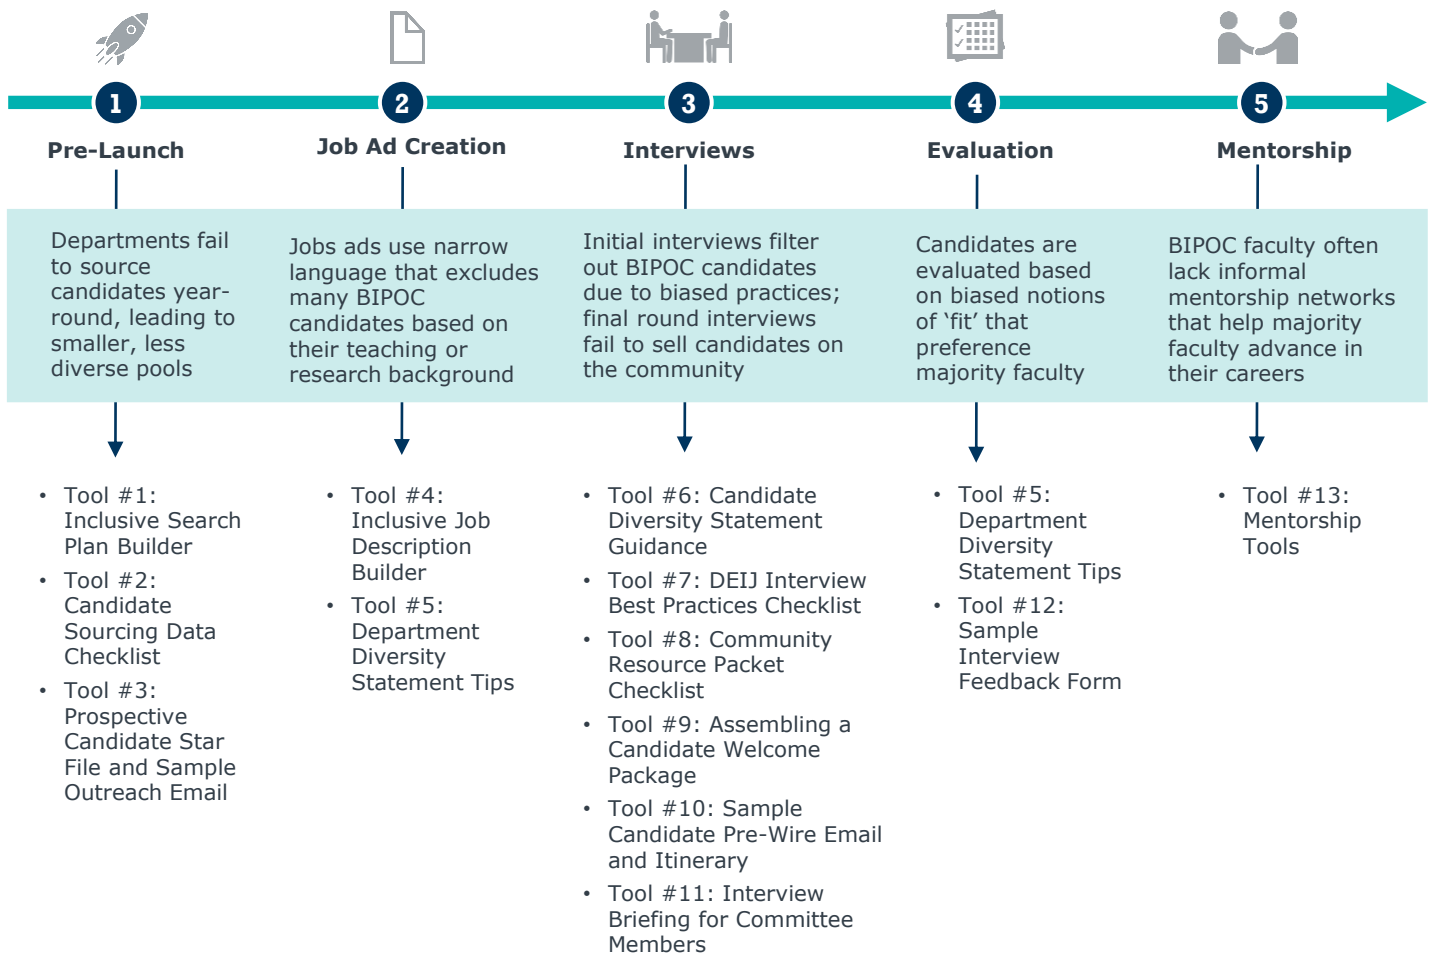 1
Pre-Launch
Departments fail
to source
candidates year-
round, leading to
smaller, less
diverse pools
• Tool #1:
Inclusive Search
Plan Builder
• Tool #2:
Candidate
Sourcing Data
Checklist
• Tool #3:
Prospective
Candidate Star
File and Sample
Outreach Email
2
Job Ad Creation
Jobs ads use narrow
language that excludes
many BIPOC
candidates based on
their teaching or
research background
• Tool #4:
Inclusive Job
Description
Builder
• Tool #5:
Department
Diversity
Statement Tips
3
Interviews
Initial interviews filter
out BIPOC candidates
due to biased practices;
final round interviews
fail to sell candidates on
the community
• Tool #6: Candidate
Diversity Statement
Guidance
• Tool #7: DEIJ Interview
Best Practices Checklist
• Tool #8: Community
Resource Packet
Checklist
• Tool #9: Assembling a
Candidate Welcome
Package
• Tool #10: Sample
Candidate Pre-Wire Email
and Itinerary
• Tool #11: Interview
Briefing for Committee
Members
4
Evaluation
Candidates are
evaluated based
on biased notions
of ‘fit’ that
preference
majority faculty
• Tool #5:
Department
Diversity
Statement Tips
• Tool #12:
Sample
Interview
Feedback Form
5
Mentorship
BIPOC faculty often
lack informal
mentorship networks
that help majority
faculty advance in
their careers
• Tool #13:
Mentorship
Tools